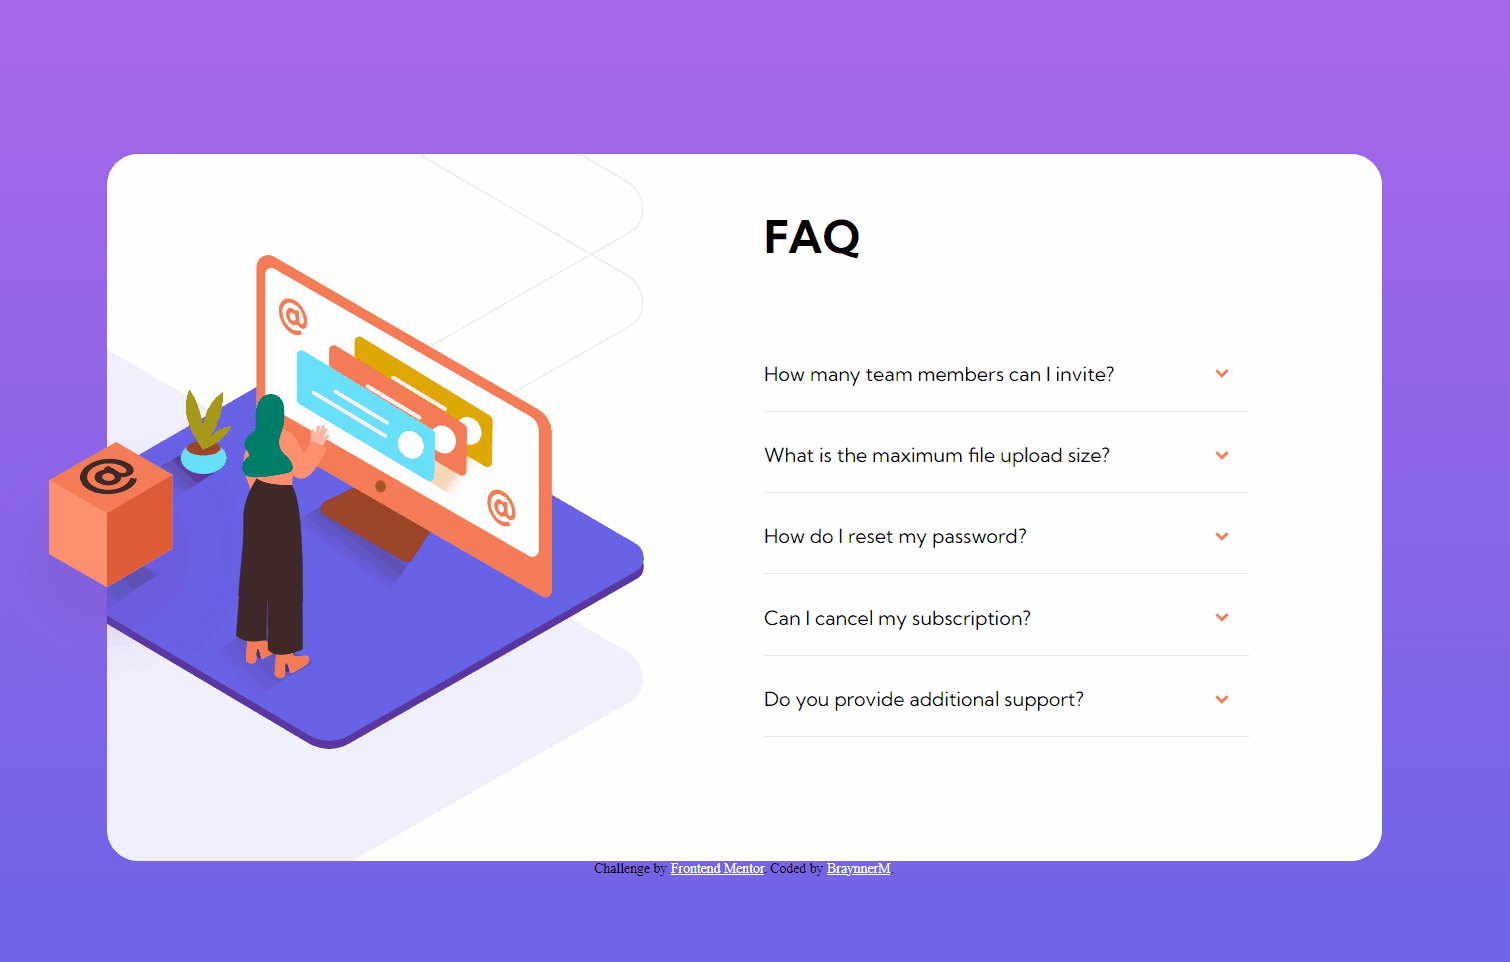 FAQ
How many team members can I invite?
What is the maximum file upload size?
How do I reset my password?
Can I cancel my subscription?
Do you provide additional support?
@
@
@
Challenge by Frontend Mentor. Coded by BraynnerM.